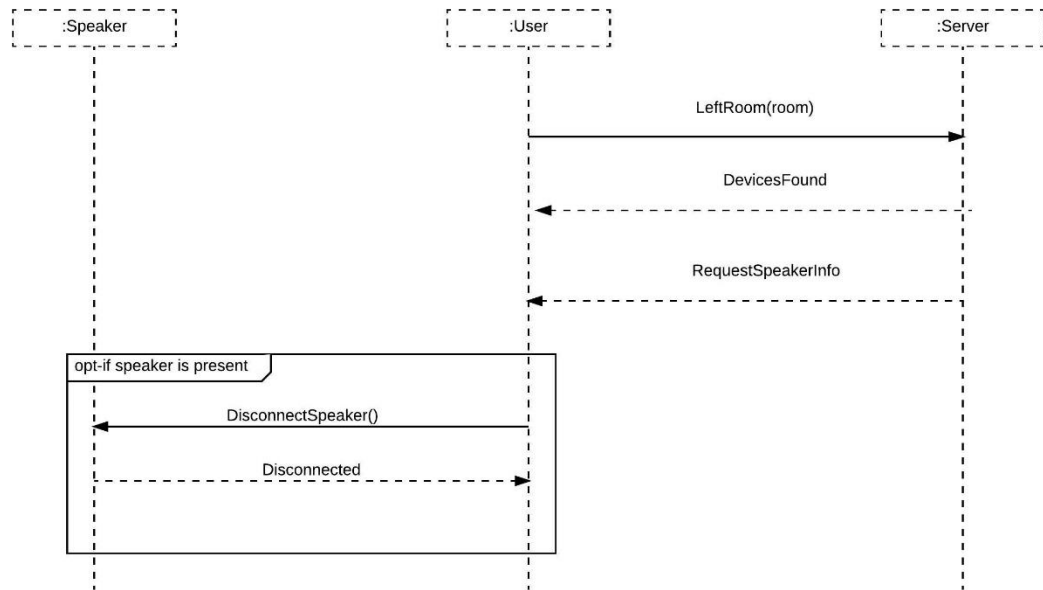 :Speaker
:User
:Server
LeftRoom(room)
DevicesFound
RequestSpeakerInfo
opt-if speaker is present
DisconnectSpeaker()
Disconnected